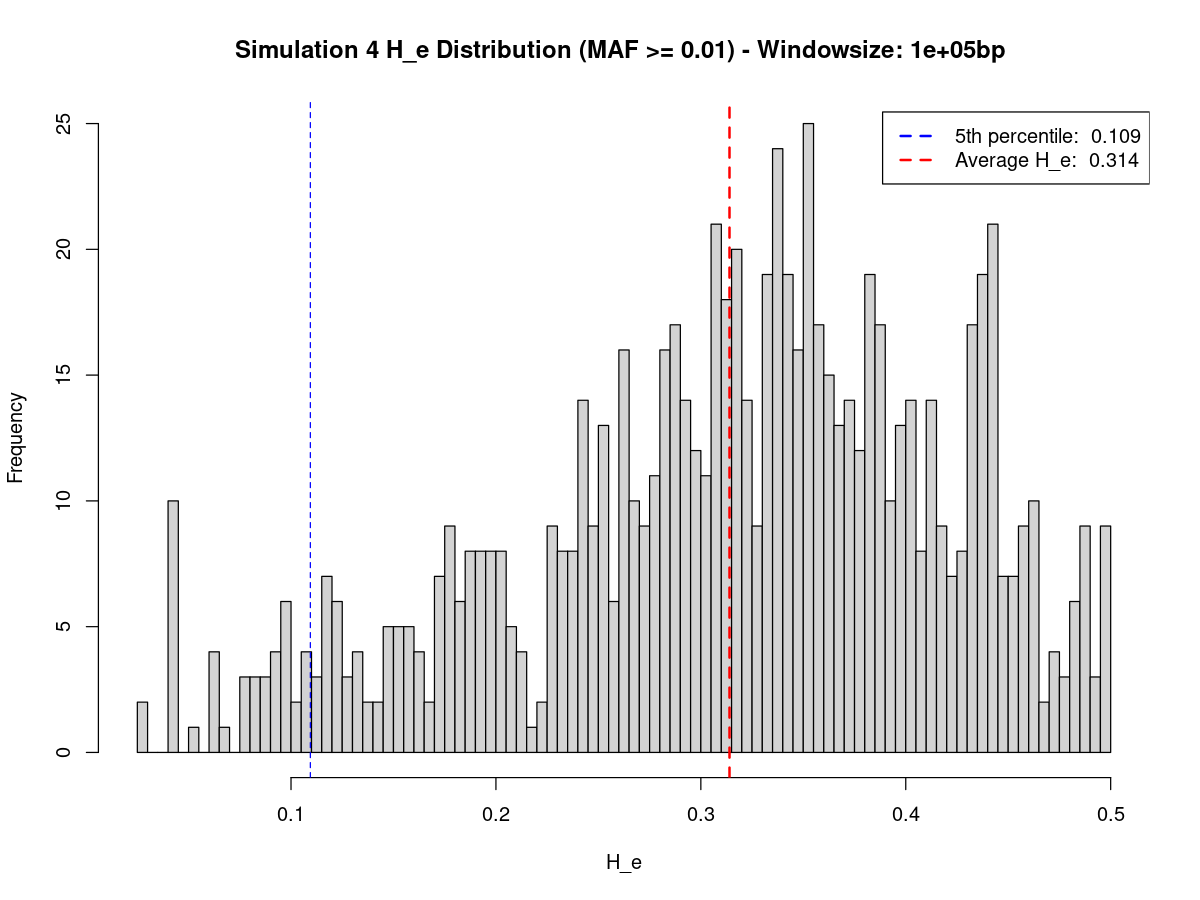 Simulation 4 H_e Distribution (MAF >= 0.01) - Windowsize: 1e+05bp
5th percentile: 0.109
Average H_e: 0.314
Frequency
25
20
15
10
5
0
0.1 0.2 0.3 0.4 0.5
H_e